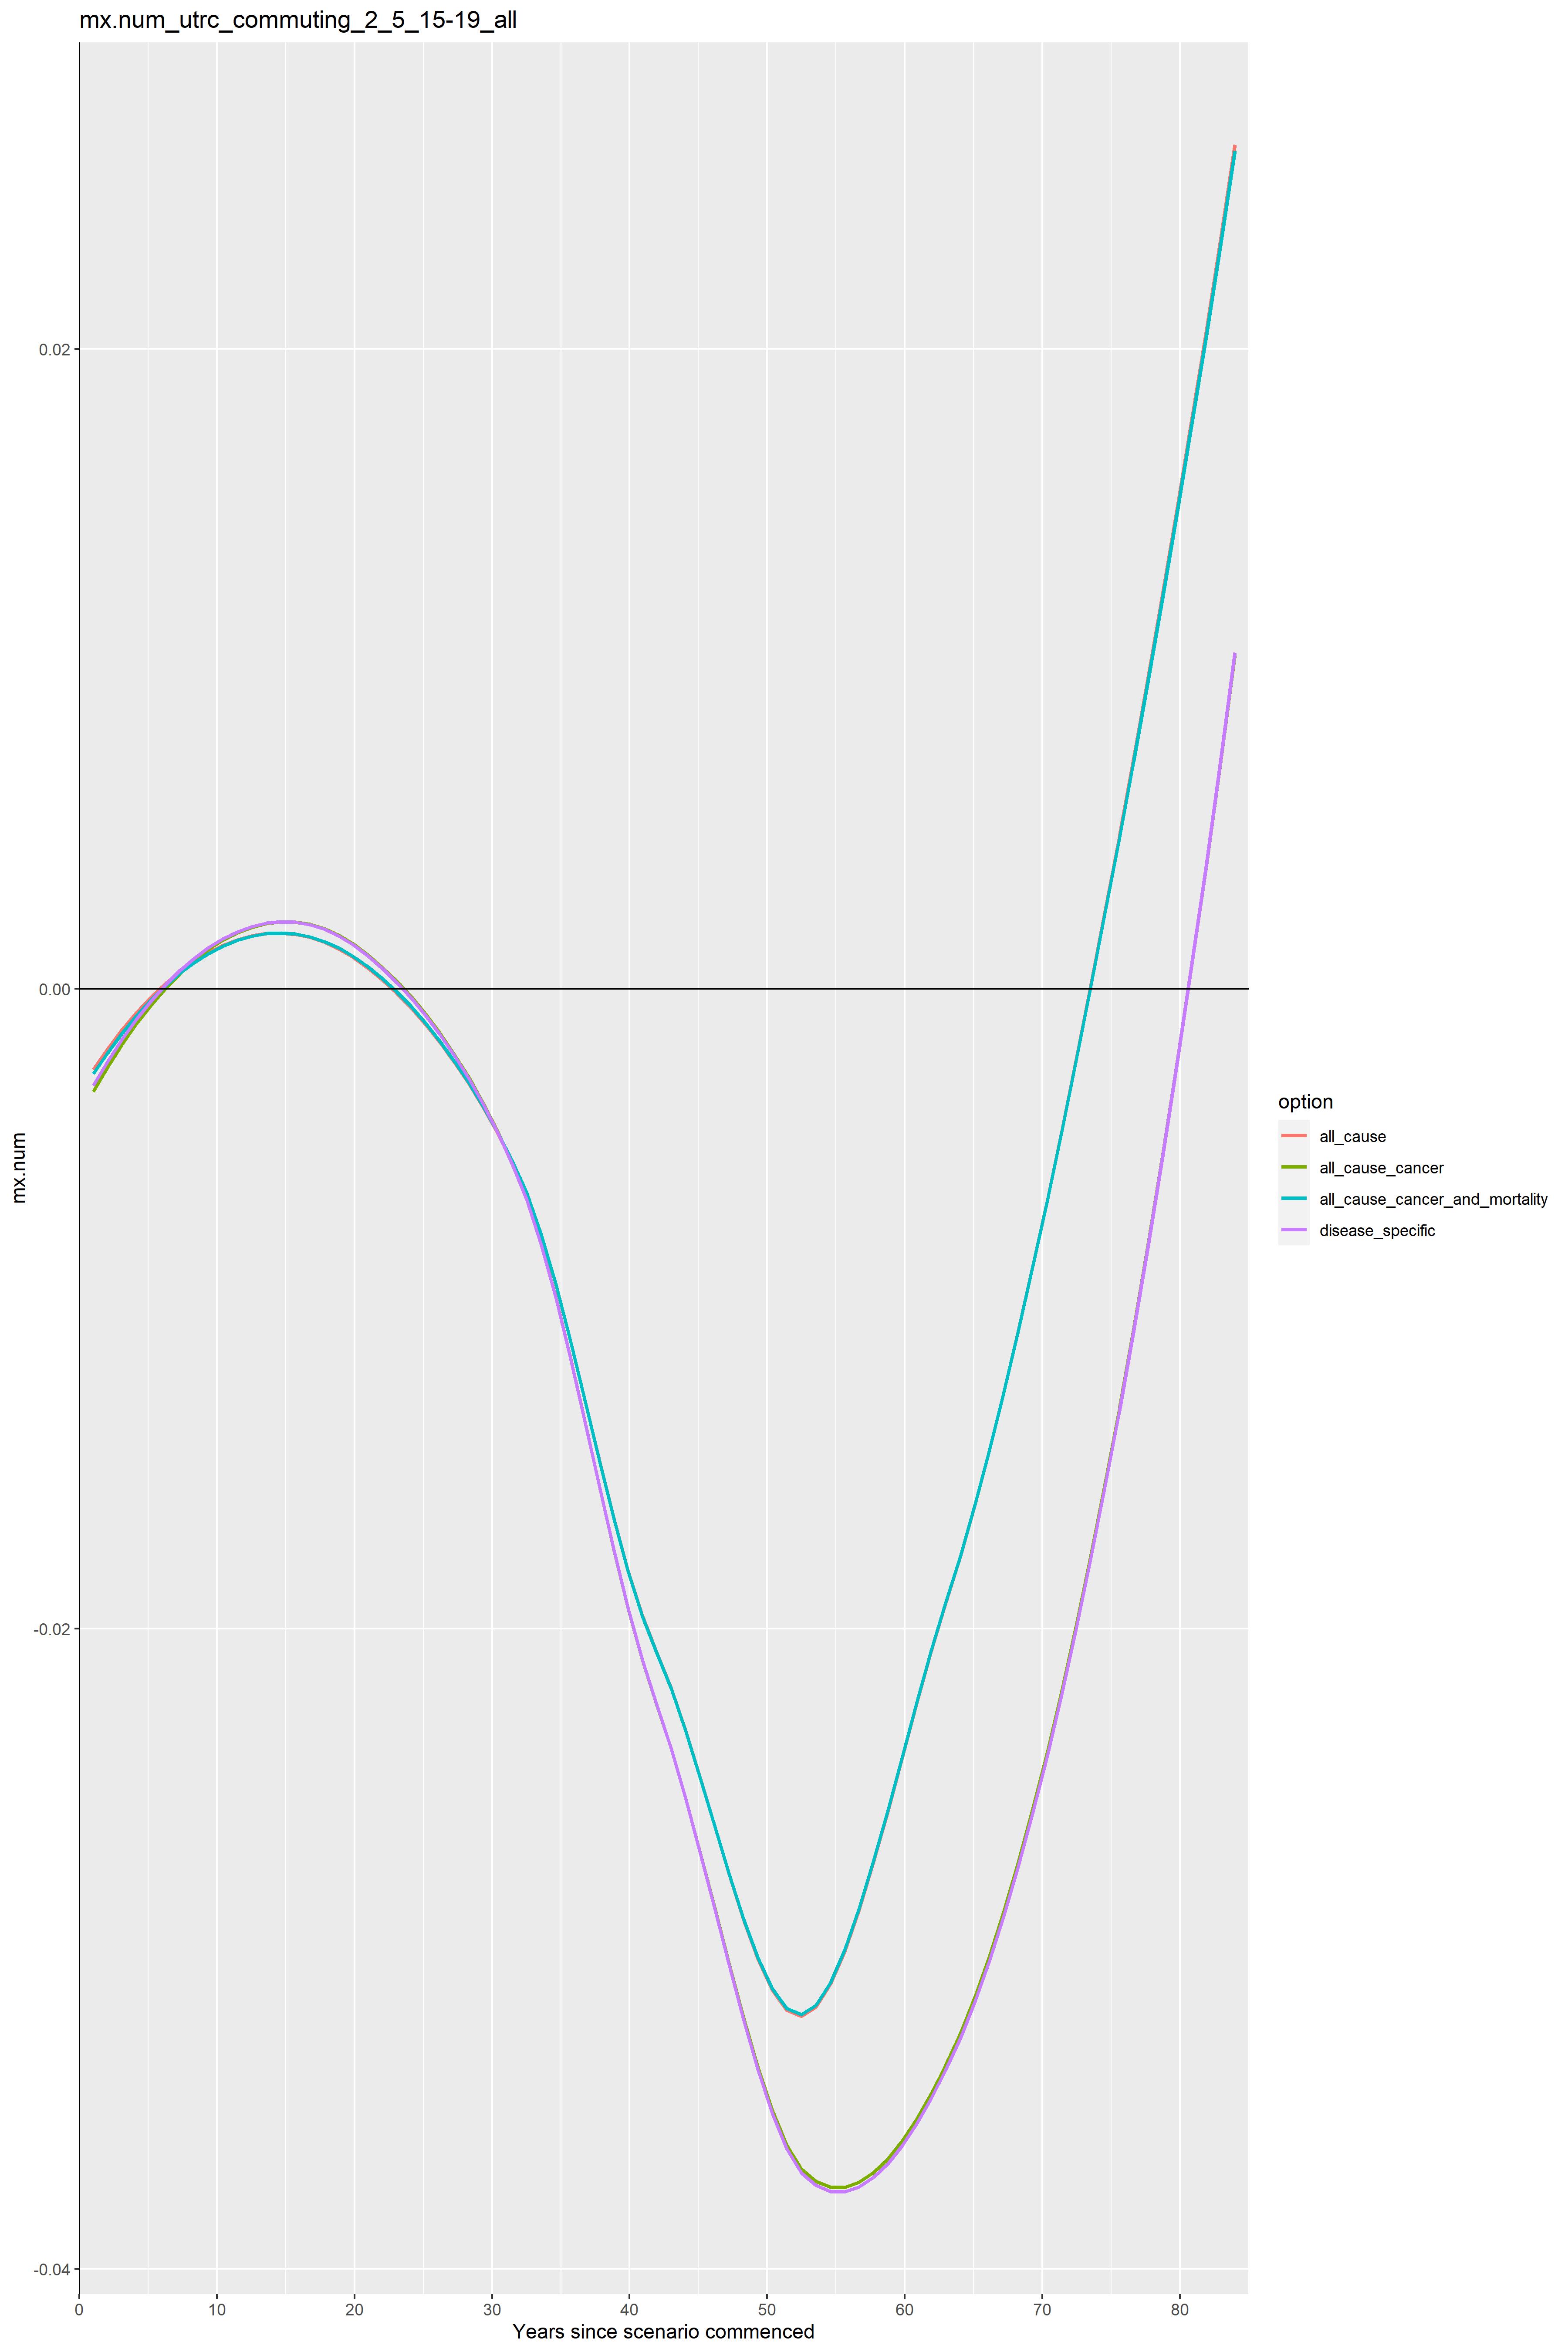 mx.num_utrc_commuting_2_5_15-19_all
0.02
0.00
-0.02
-0.04
mx.num
0 10 20 30 40 50 60 70 80
Years since scenario commenced
option
all_cause
all_cause_cancer
all_cause_cancer_and_mortality
disease_specific